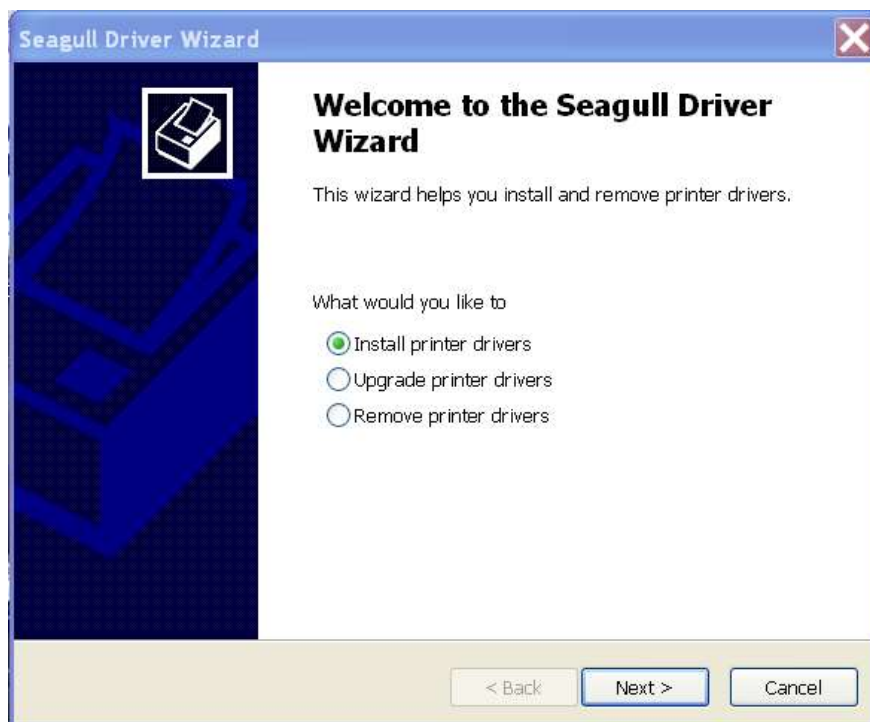 Seagull Driver Wizard
Welcome to the Seagull Driver
Wizard
This wizard helps you install and remove printer drivers.
What would you like to
Install printer drivers
Upgrade printer drivers
Remove printer drivers
< Back Next > Cancel